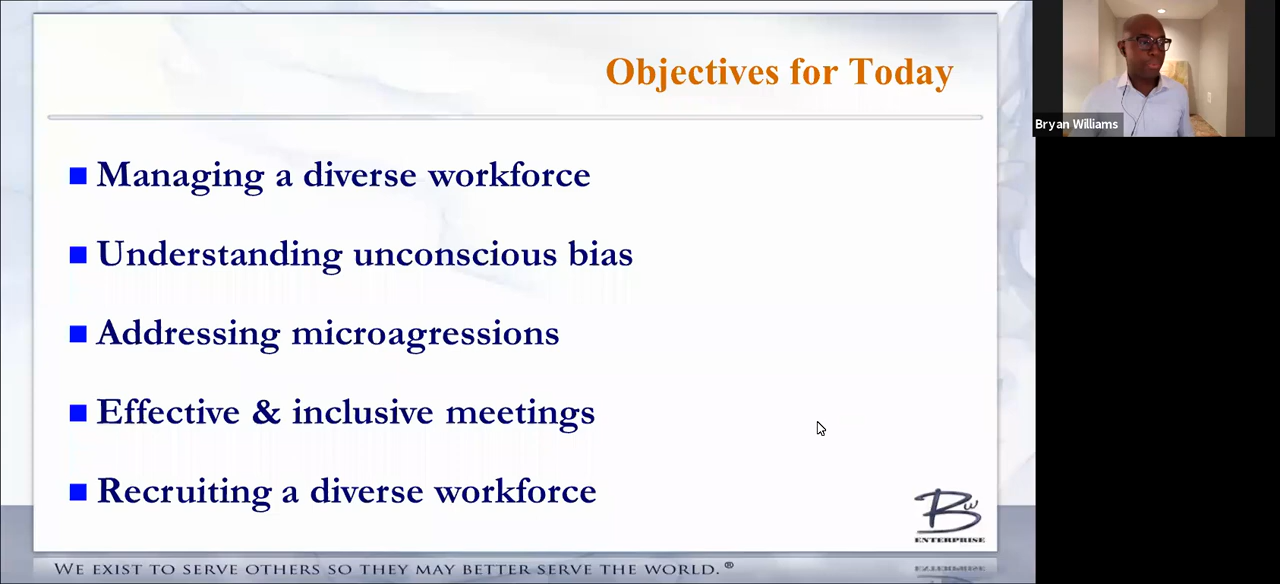 Objectives for Today
Managing a diverse workforce
Understanding unconscious bias
Addressing microagressions
Effective & inclusive meetings
Recruiting a diverse workforce
BW
ENTERPRISE
WE EXIST TO SERVE OTHERS SO THEY MAY BETTER SERVE THE WORLD.®
Bryan Williams